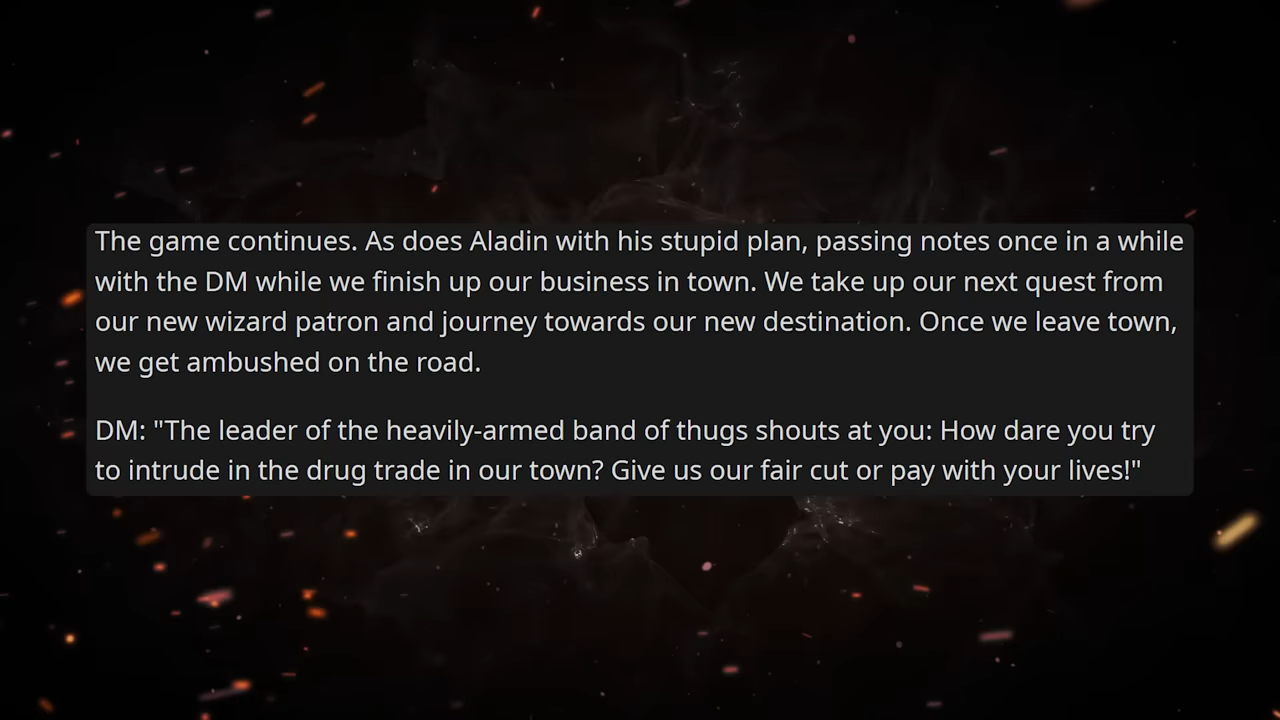 The game continues. As does Aladin with his stupid plan, passing notes once in a while
with the DM while we finish up our business in town. We take up our next quest from
our new wizard patron and journey towards our new destination. Once we leave town,
we get ambushed on the road.
DM: "The leader of the heavily-armed band of thugs shouts at you: How dare you try
to intrude in the drug trade in our town? Give us our fair cut or pay with your lives!"